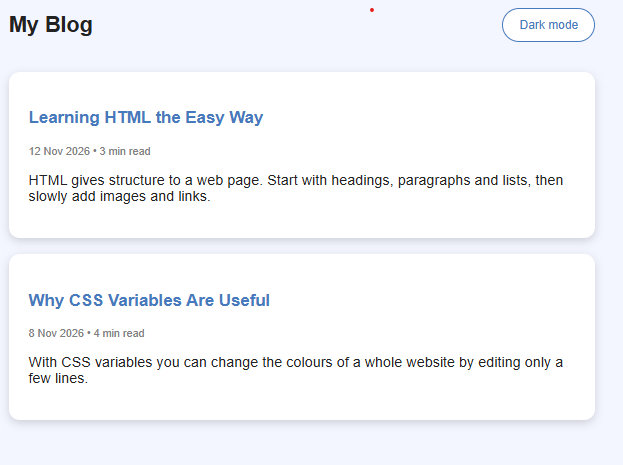 My Blog
Dark mode
Learning HTML the Easy Way
12 Nov 2026 • 3 min read
HTML gives structure to a web page. Start with headings, paragraphs and lists, then
slowly add images and links.
Why CSS Variables Are Useful
8 Nov 2026 • 4 min read
With CSS variables you can change the colours of a whole website by editing only a
few lines.